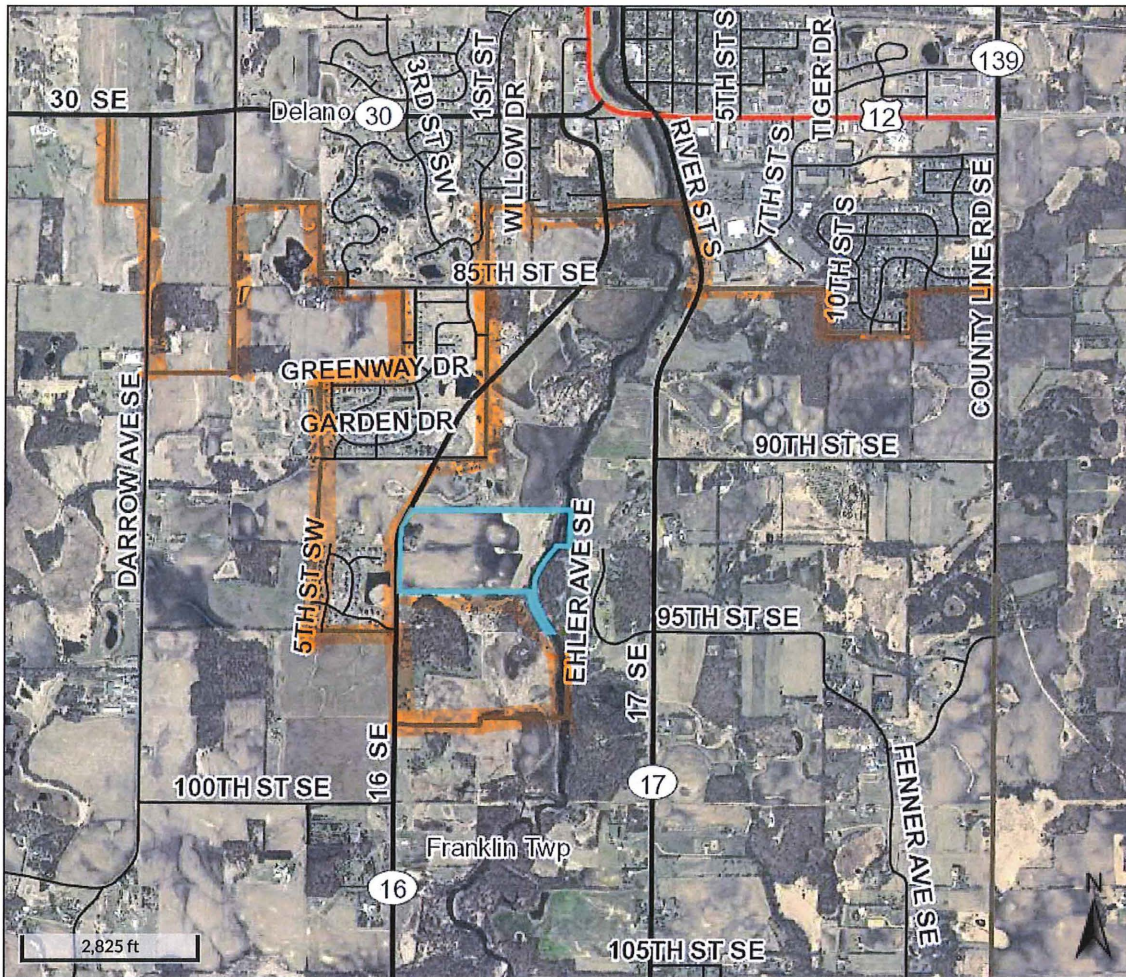 139
30 SE
Delano
30
3RD ST SW
1ST ST
WILLOW DR
5TH ST S
TIGER DR
12
RIVER ST S
7TH ST S
10TH ST S
COUNTY LINE RD SE
85TH ST SE
GREENWAY DR
GARDEN DR
90TH ST SE
DARROW AVE SE
5TH ST SW
EHLER AVE SE
95TH ST SE
17 SE
16 SE
100TH ST SE
17
FENNER AVE SE
Franklin Twp
16
N
2,825 ft
105TH ST SE